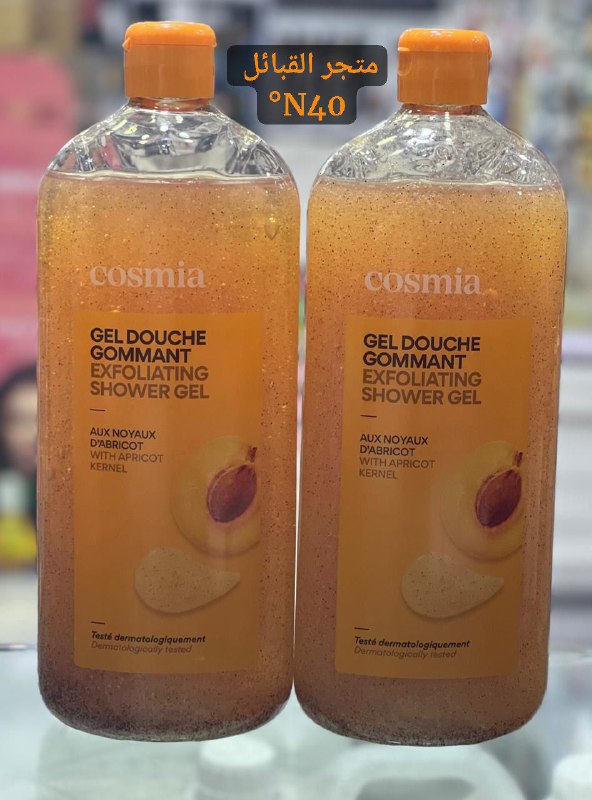 متجر القبائل
°N40
cosmia
GEL DOUCHE
GOMMANT
EXFOLIATING
SHOWER GEL
AUX NOYAUX
D'ABRICOT
WITH APRICOT
KERNEL
Testé dermatologiquement
Dermatologically tested
cosmia
GEL DOUCHE
GOMMANT
EXFOLIATING
SHOWER GEL
AUX NOYAUX
D'ABRICOT
WITH APRICOT
KERNEL
Testé dermatologiquement
Dermatologically tested